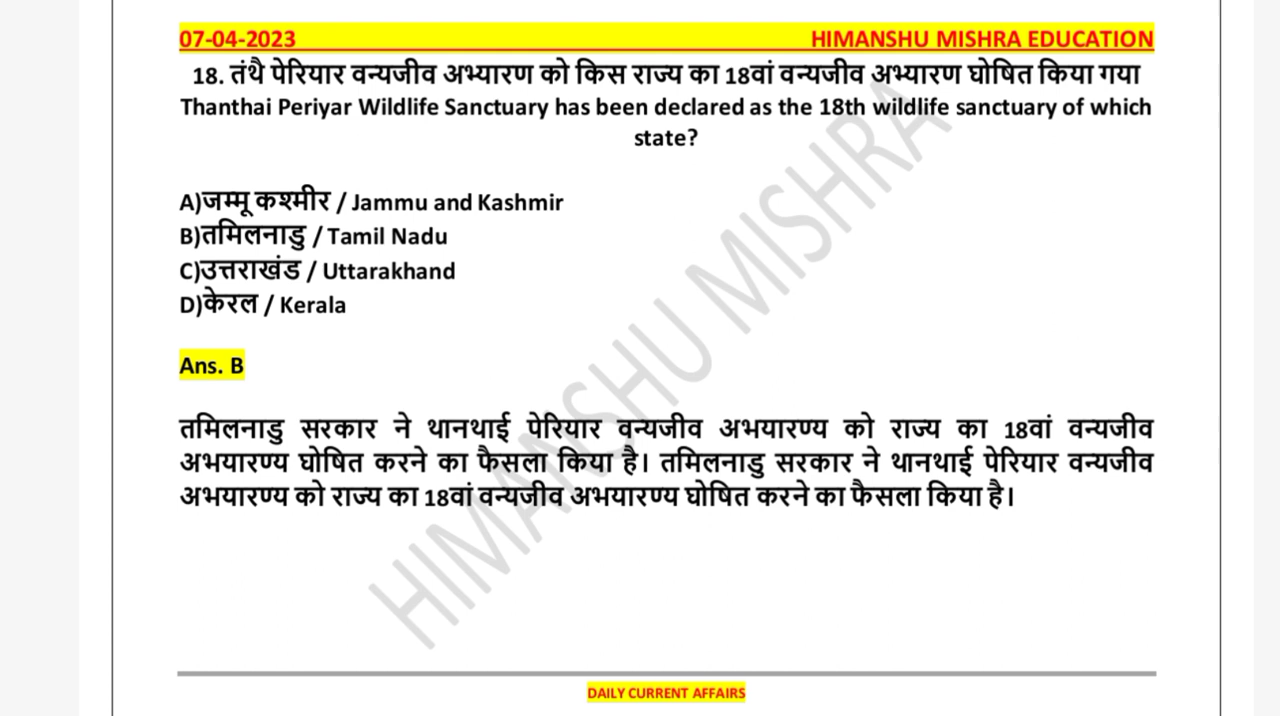 07-04-2023 HIMANSHU MISHRA EDUCATION
18. तंथै पेरियार वन्यजीव अभ्यारण को किस राज्य का 18वां वन्यजीव अभ्यारण घोषित किया गया
Thanthai Periyar Wildlife Sanctuary has been declared as the 18th wildlife sanctuary of which
state?
A)जम्मू कश्मीर / Jammu and Kashmir
B)तमिलनाडु / Tamil Nadu
C)उत्तराखंड / Uttarakhand
D)केरल / Kerala
Ans. B
तमिलनाडु सरकार ने थानथाई पेरियार वन्यजीव अभयारण्य को राज्य का 18वां वन्यजीव
अभयारण्य घोषित करने का फैसला किया है। तमिलनाडु सरकार ने थानथाई पेरियार वन्यजीव
अभयारण्य को राज्य का 18वां वन्यजीव अभयारण्य घोषित करने का फैसला किया है।
HIMANSHU MISHRA
DAILY CURRENT AFFAIRS